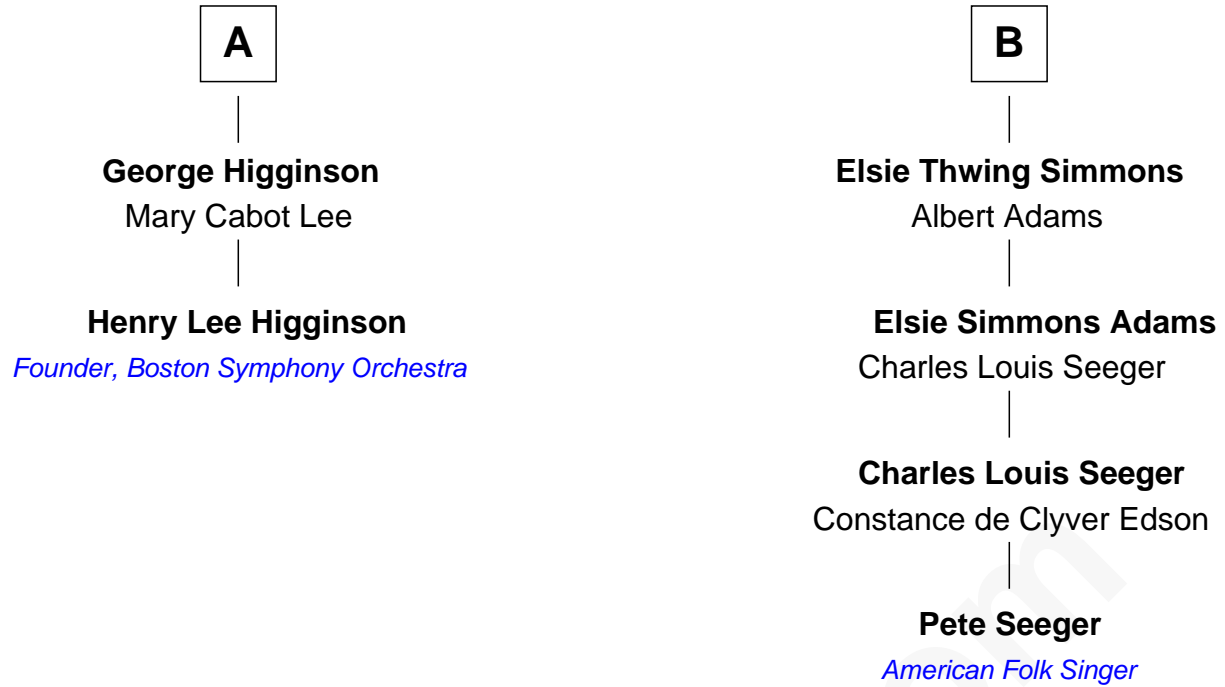 A
George Higginson
Mary Cabot Lee
Henry Lee Higginson
Founder, Boston Symphony Orchestra
B
Elsie Thwing Simmons
Albert Adams
Elsie Simmons Adams
Charles Louis Seeger
Charles Louis Seeger
Constance de Clyver Edson
Pete Seeger
American Folk Singer